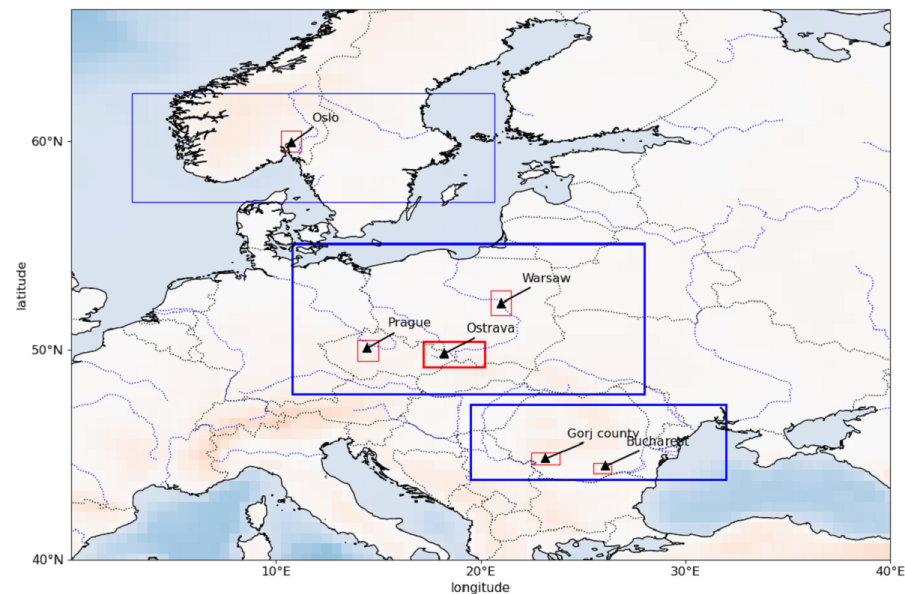 Oslo
60°N
Warsaw
Prague
Ostrava
latitude
50°N
Gorj county
Bucharest
40°N
10°E
20°E
30°E
40°E
longitude